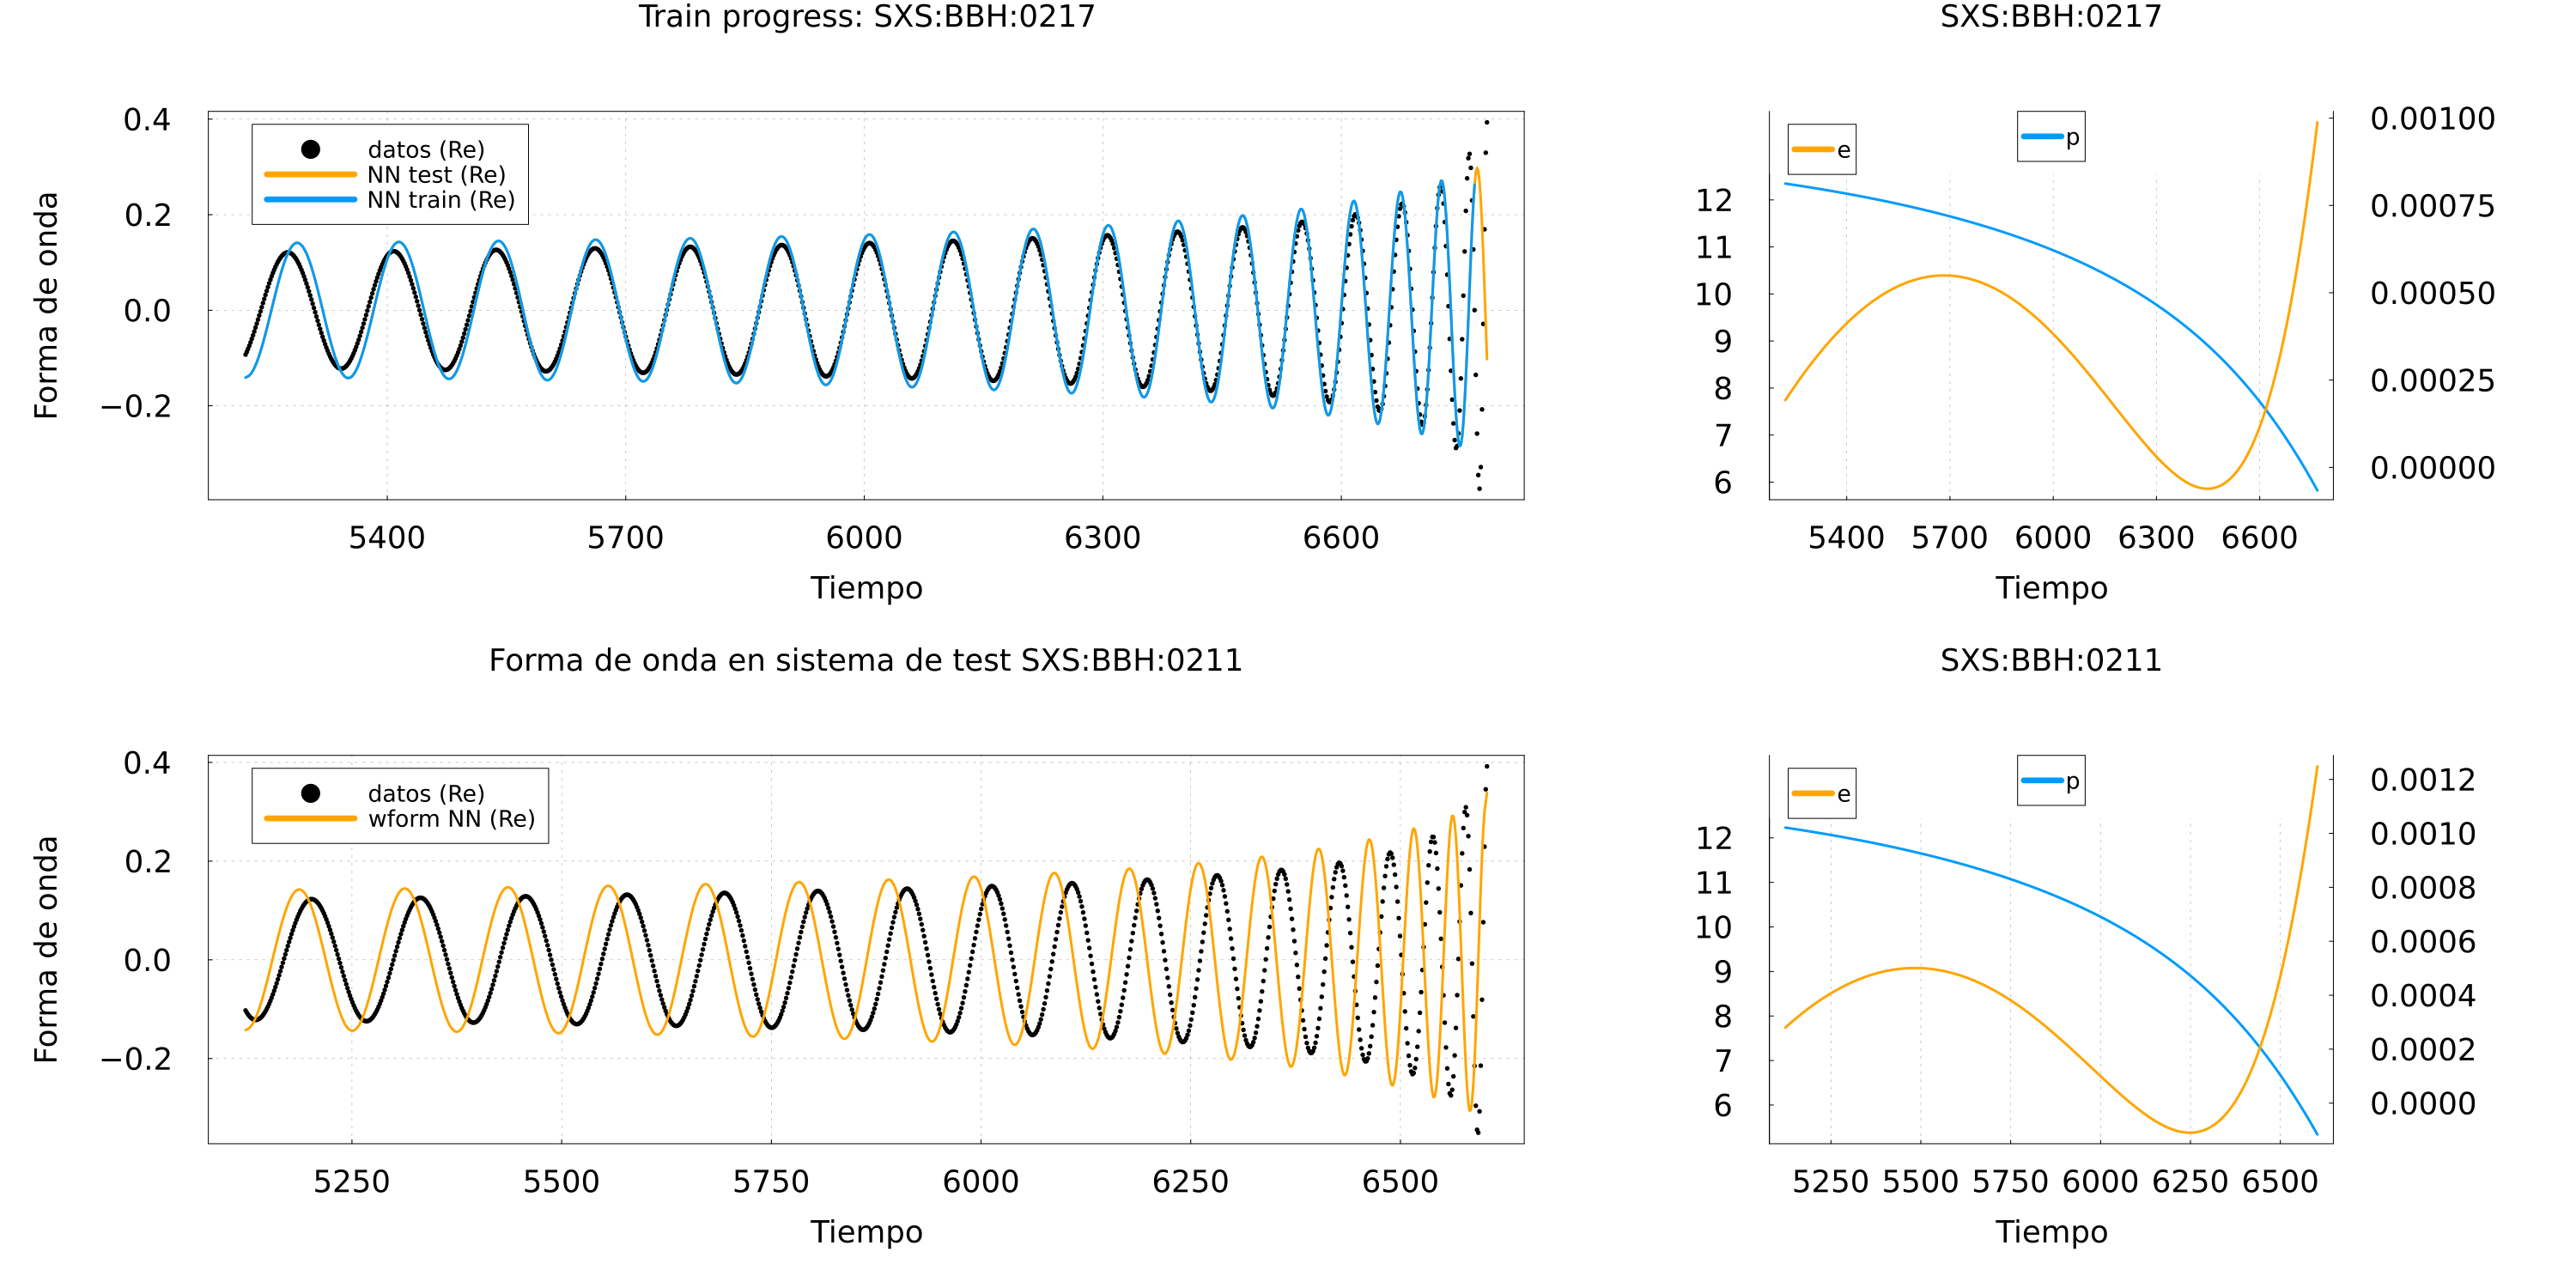 Train progress: SXS:BBH:0217
Forma de onda
0.4
0.2
0.0
−0.2
datos (Re)
NN test (Re)
NN train (Re)
5400 5700 6000 6300 6600
Tiempo
SXS:BBH:0217
e
p
12
11
10
9
8
7
6
0.00100
0.00075
0.00050
0.00025
0.00000
5400 5700 6000 6300 6600
Tiempo
Forma de onda en sistema de test SXS:BBH:0211
Forma de onda
0.4
0.2
0.0
−0.2
datos (Re)
wform NN (Re)
5250 5500 5750 6000 6250 6500
Tiempo
SXS:BBH:0211
e
p
12
11
10
9
8
7
6
0.0012
0.0010
0.0008
0.0006
0.0004
0.0002
0.0000
5250 5500 5750 6000 6250 6500
Tiempo